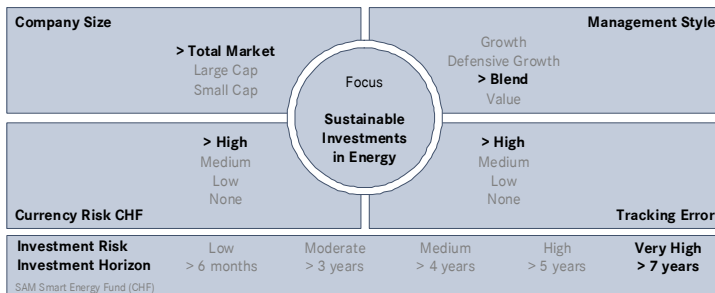 Company Size
> Total Market
Large Cap
Small Cap
Management Style
Growth
Defensive Growth
> Blend
Value
Focus
Sustainable
Investments
in Energy
> High
Medium
Low
None
Currency Risk CHF
> High
Medium
Low
None
Tracking Error
Investment Risk Low Moderate Medium High Very High
Investment Horizon > 6 months > 3 years > 4 years > 5 years > 7 years
SAM Smart Energy Fund (CHF)